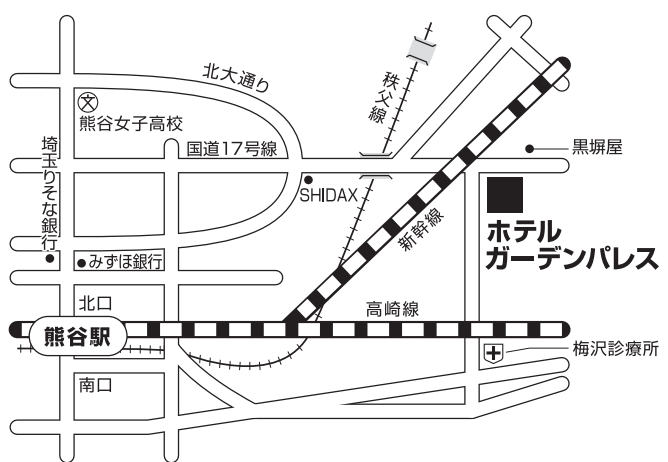 北大通り
秩父線
文
熊谷女子高校
国道17号線
黒塀屋
埼玉りそな銀行
SHIDAX
ホテル
ガーデンパレス
新幹線
みずほ銀行
北口
高崎線
熊谷駅
梅沢診療所
南口